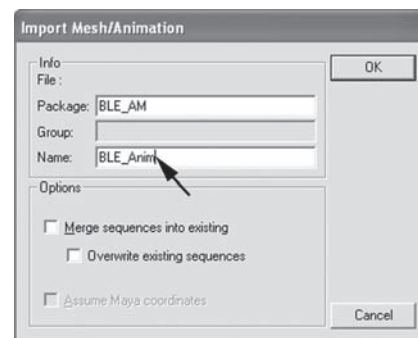 Import Mesh/Animation
Info
OK
File :
Package: BLE_AM
Group:
Name: BLE_Anim
Options
Merge sequences into existing
Overwrite existing sequences
Assume Maya coordinates
Cancel